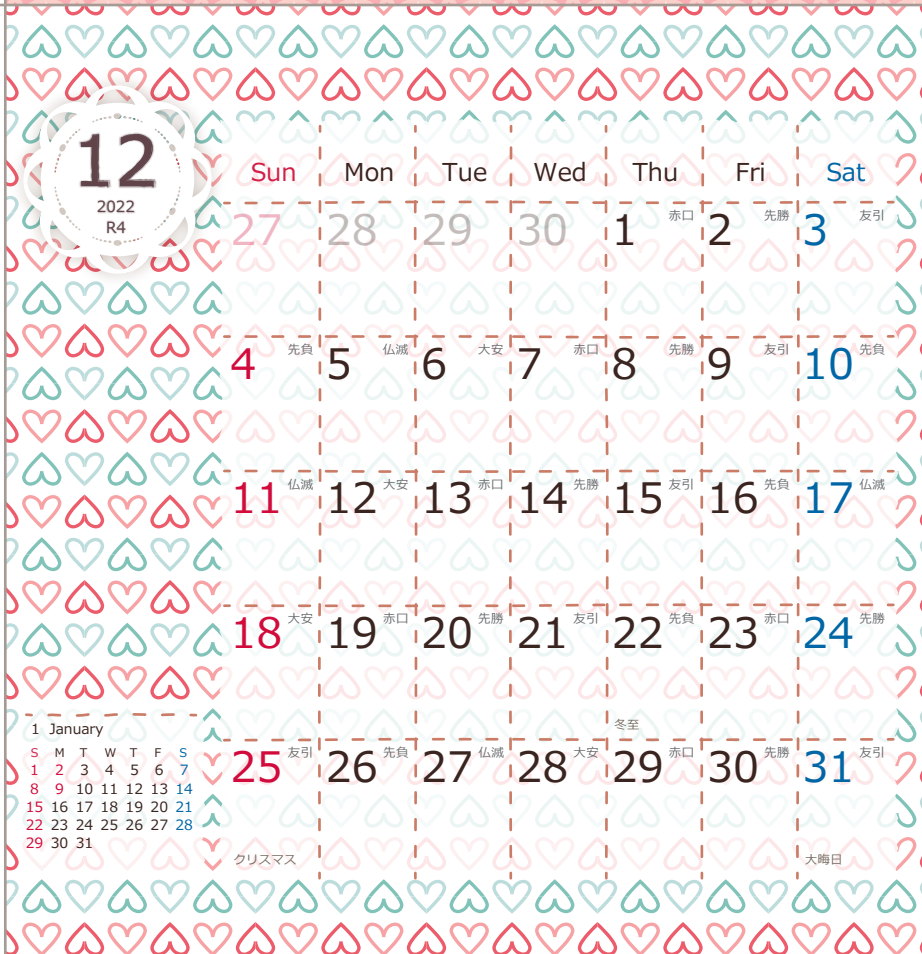 12
2022
R4
Sun Mon Tue Wed Thu Fri Sat
27 28 29 30 1 赤口 2 先勝 3 友引
4 先負 5 仏滅 6 大安 7 赤口 8 先勝 9 友引 10 先負
11 仏滅 12 大安 13 赤口 14 先勝 15 友引 16 先負 17 仏滅
18 大安 19 赤口 20 先勝 21 友引 22 先負 23 赤口 24 先勝
冬至
25 友引 26 先負 27 仏滅 28 大安 29 赤口 30 先勝 31 友引
クリスマス 大晦日
1 January
S M T W T F S
1 2 3 4 5 6 7
8 9 10 11 12 13 14
15 16 17 18 19 20 21
22 23 24 25 26 27 28
29 30 31